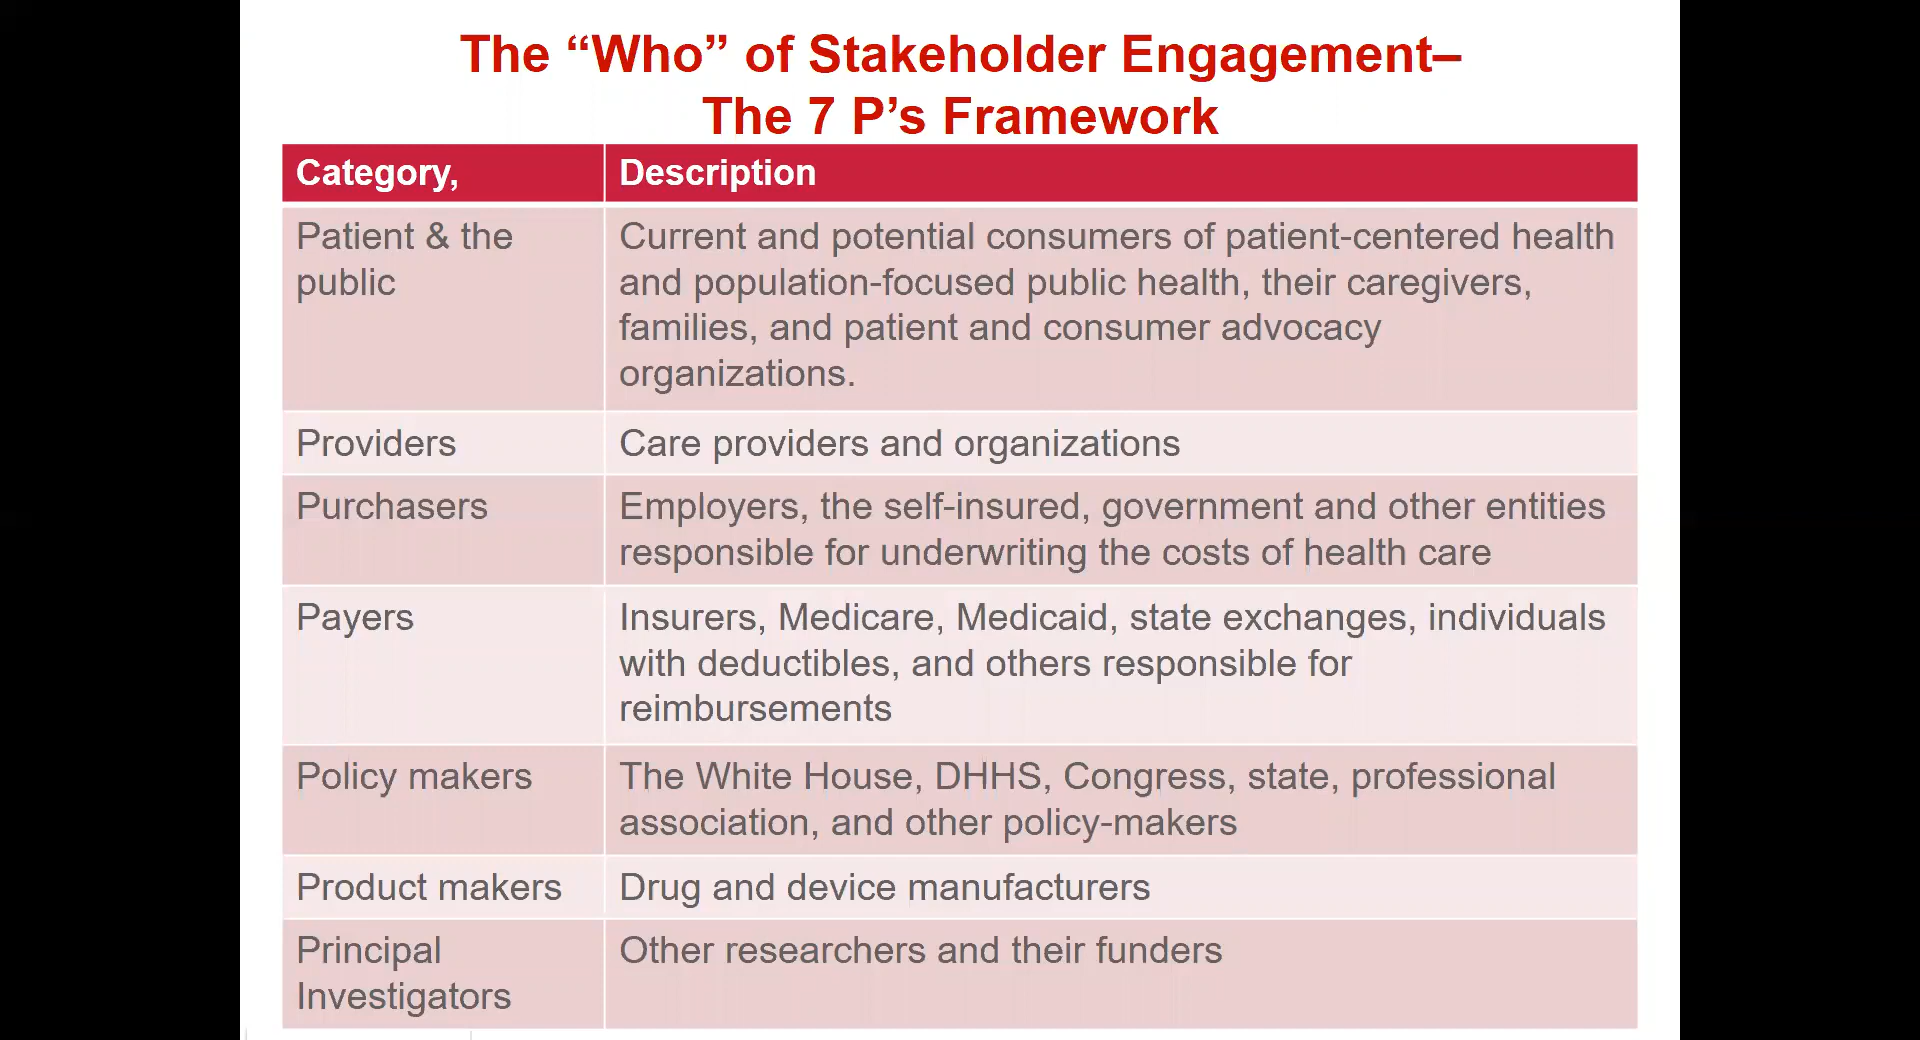 The “Who” of Stakeholder Engagement–
The 7 P’s Framework
Category,
Description
Patient & the
public
Current and potential consumers of patient-centered health
and population-focused public health, their caregivers,
families, and patient and consumer advocacy
organizations.
Providers
Care providers and organizations
Purchasers
Employers, the self-insured, government and other entities
responsible for underwriting the costs of health care
Payers
Insurers, Medicare, Medicaid, state exchanges, individuals
with deductibles, and others responsible for
reimbursements
Policy makers
The White House, DHHS, Congress, state, professional
association, and other policy-makers
Product makers
Drug and device manufacturers
Principal
Investigators
Other researchers and their funders